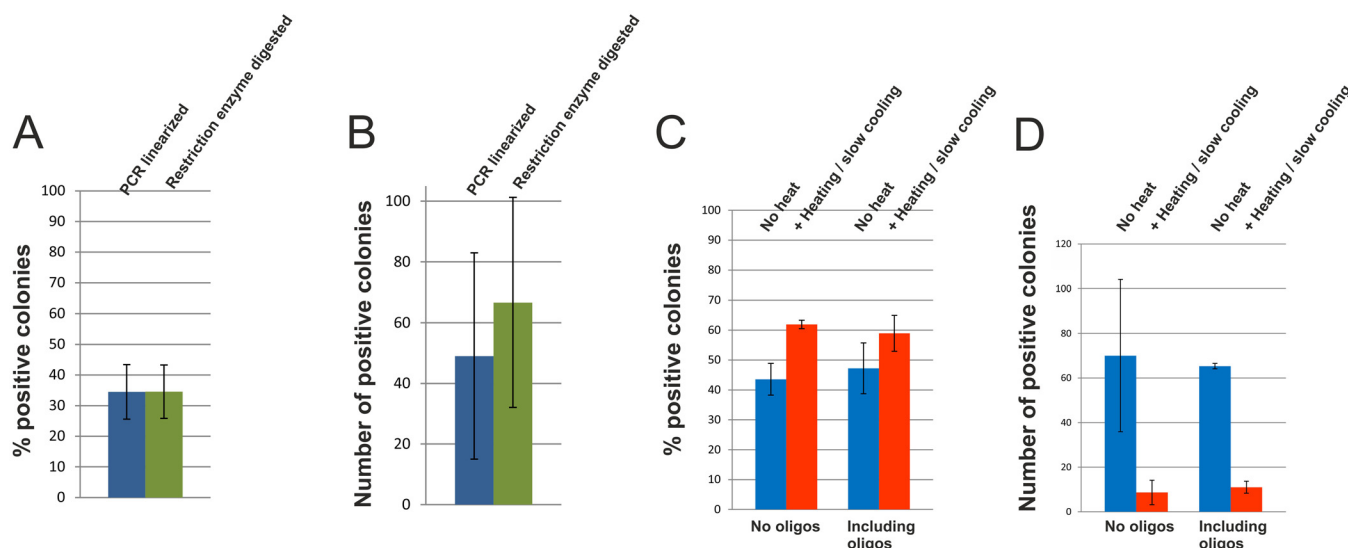 A
PCR linearized
Restriction enzyme digested
% positive colonies
100
90
80
70
60
50
40
30
20
10
0
B
PCR linearized
Restriction enzyme digested
Number of positive colonies
100
80
60
40
20
0
C
No heat
+ Heating / slow cooling
No heat
+ Heating / slow cooling
% positive colonies
100
90
80
70
60
50
40
30
20
10
0
No oligos
Including
oligos
D
No heat
+ Heating / slow cooling
No heat
+ Heating / slow cooling
Number of positive colonies
120
100
80
60
40
20
0
No oligos
Including
oligos